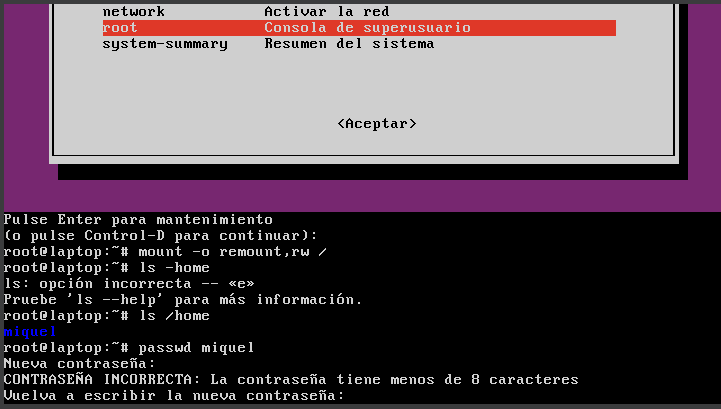 network Activar la red
root Consola de superusuario
system-summary Resumen del sistema
<Aceptar>
Pulse Enter para mantenimiento
(o pulse Control-D para continuar):
root@laptop:~# mount -o remount,rw /
root@laptop:~# ls -home
ls: opción incorrecta -- «e»
Pruebe 'ls --help' para más información.
root@laptop:~# ls /home
miquel
root@laptop:~# passwd miquel
Nueva contraseña:
CONTRASEÑA INCORRECTA: La contraseña tiene menos de 8 caracteres
Vuelva a escribir la nueva contraseña: